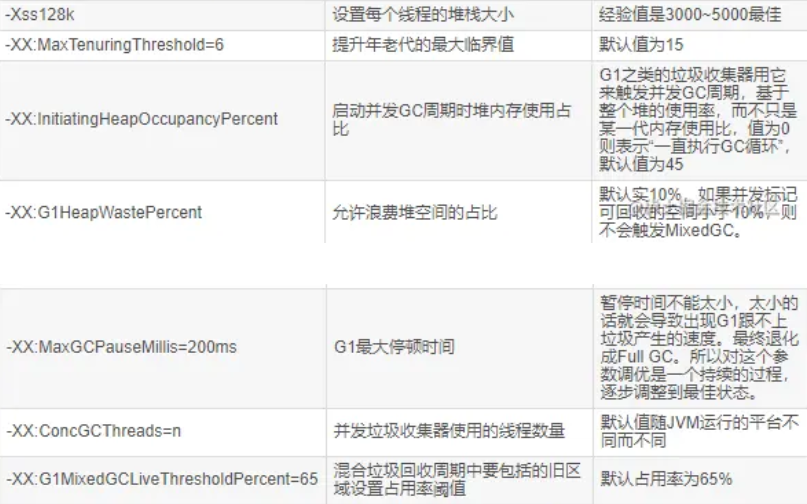 -Xss128k
设置每个线程的堆栈大小
经验值是3000~5000最佳
-XX:MaxTenuringThreshold=6
提升年老代的最大临界值
默认值为15
-XX:InitiatingHeapOccupancyPercent
启动并发GC周期时堆内存使用占
比
G1之类的垃圾收集器用它
来触发并发GC周期，基于
整个堆的使用率，而不只是
某一代内存使用比，值为0
则表示“一直执行GC循环”，
默认值为45
-XX:G1HeapWastePercent
允许浪费堆空间的占比
默认实10%，如果并发标记
可回收的空间小于10%，则
不会触发MixedGC。
-XX:MaxGCPauseMillis=200ms
G1最大停顿时间
暂停时间不能太小，太小的
话就会导致出现G1跟不上
垃圾产生的速度。最终退化
成Full GC。所以对这个参
数调优是一个持续的过程，
逐步调整到最佳状态。
-XX:ConcGCThreads=n
并发垃圾收集器使用的线程数量
默认值随JVM运行的平台不
同而不同
-XX:G1MixedGCLiveThresholdPercent=65
混合垃圾回收周期中要包括的旧区
域设置占用率阈值
默认占用率为65%